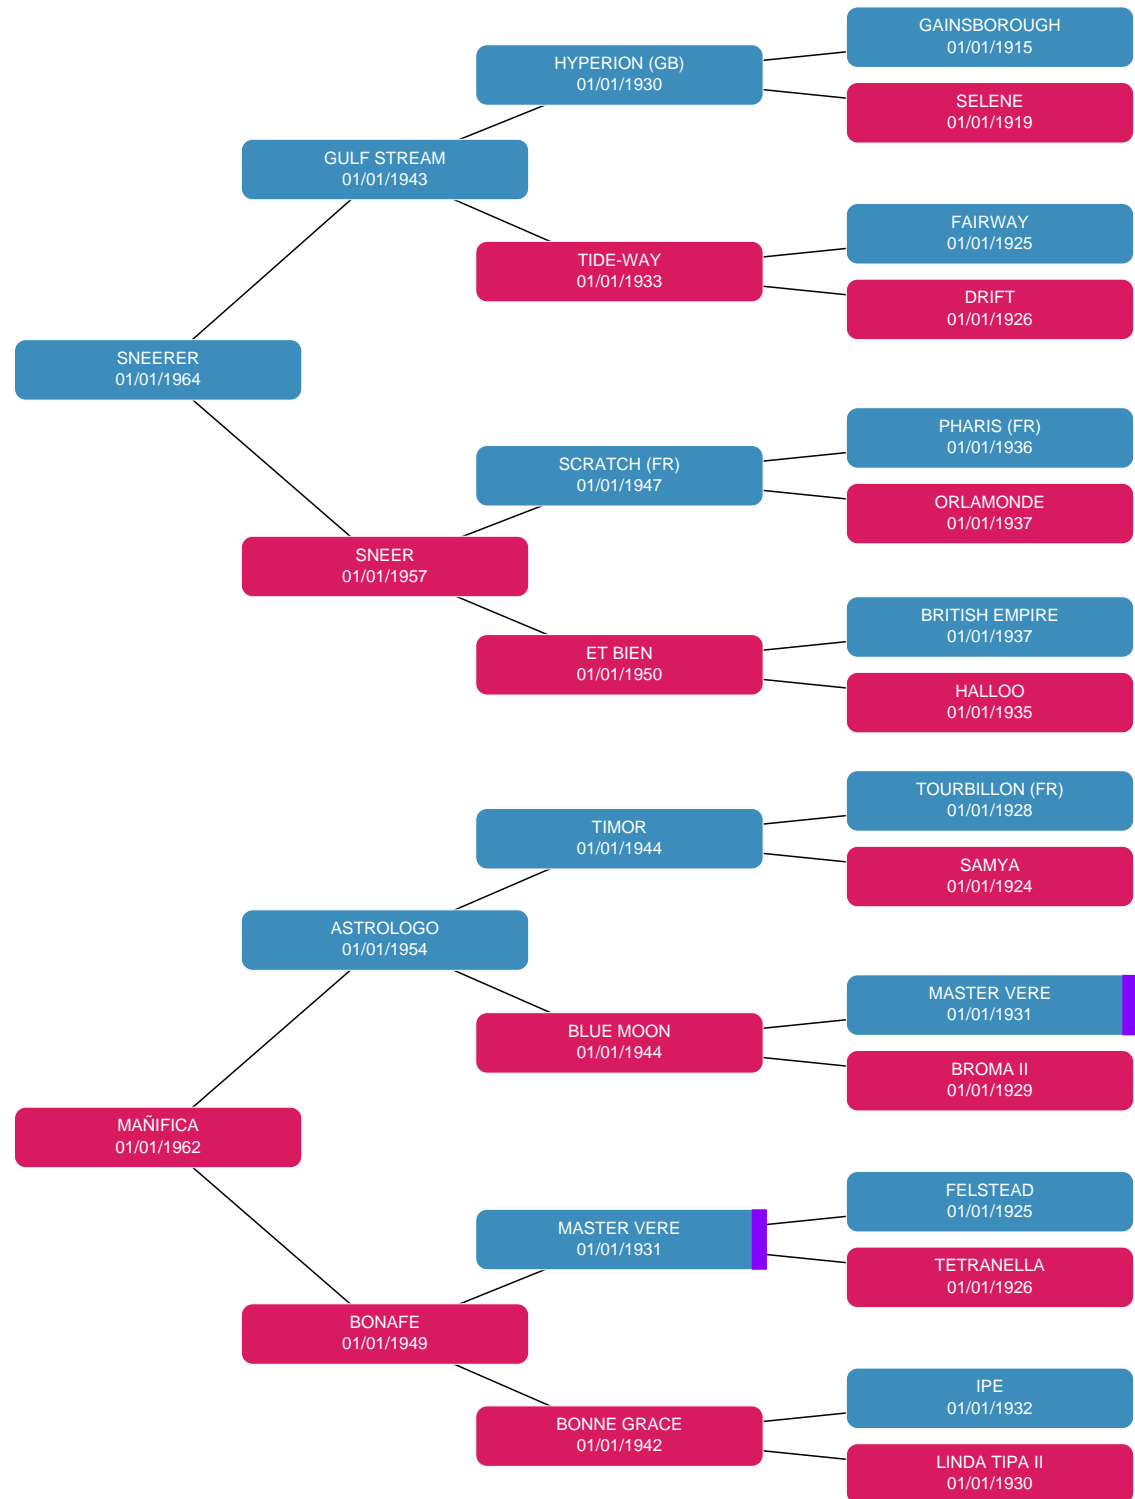 GAINSBOROUGH
01/01/1915
HYPERION (GB)
01/01/1930
SELENE
01/01/1919
GULF STREAM
01/01/1943
FAIRWAY
01/01/1925
TIDE-WAY
01/01/1933
DRIFT
01/01/1926
SNEERER
01/01/1964
PHARIS (FR)
01/01/1936
SCRATCH (FR)
01/01/1947
ORLAMONDE
01/01/1937
SNEER
01/01/1957
BRITISH EMPIRE
01/01/1937
ET BIEN
01/01/1950
HALLOO
01/01/1935
TOURBILLON (FR)
01/01/1928
TIMOR
01/01/1944
SAMYA
01/01/1924
ASTROLOGO
01/01/1954
MASTER VERE
01/01/1931
BLUE MOON
01/01/1944
BROMA II
01/01/1929
MAÑIFICA
01/01/1962
FELSTEAD
01/01/1925
MASTER VERE
01/01/1931
TETRANELLA
01/01/1926
BONAFE
01/01/1949
IPE
01/01/1932
BONNE GRACE
01/01/1942
LINDA TIPA II
01/01/1930